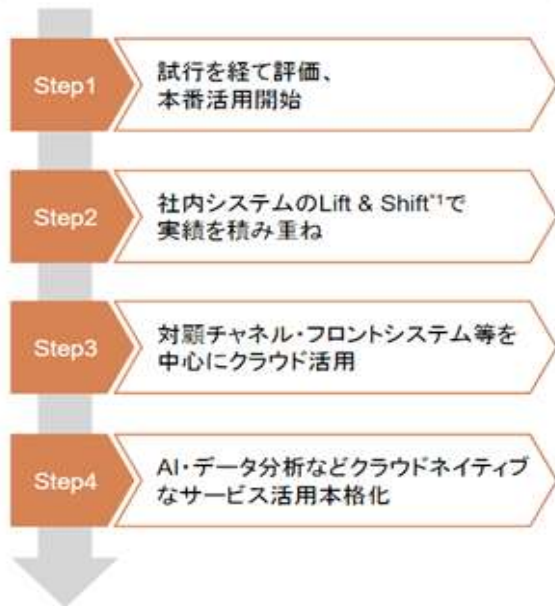 Step1
試行を経て評価、
本番活用開始
Step2
社内システムのLift & Shift*1で
実績を積み重ね
Step3
対顧チャネル・フロントシステム等を
中心にクラウド活用
Step4
AI・データ分析などクラウドネイティブ
なサービス活用本格化